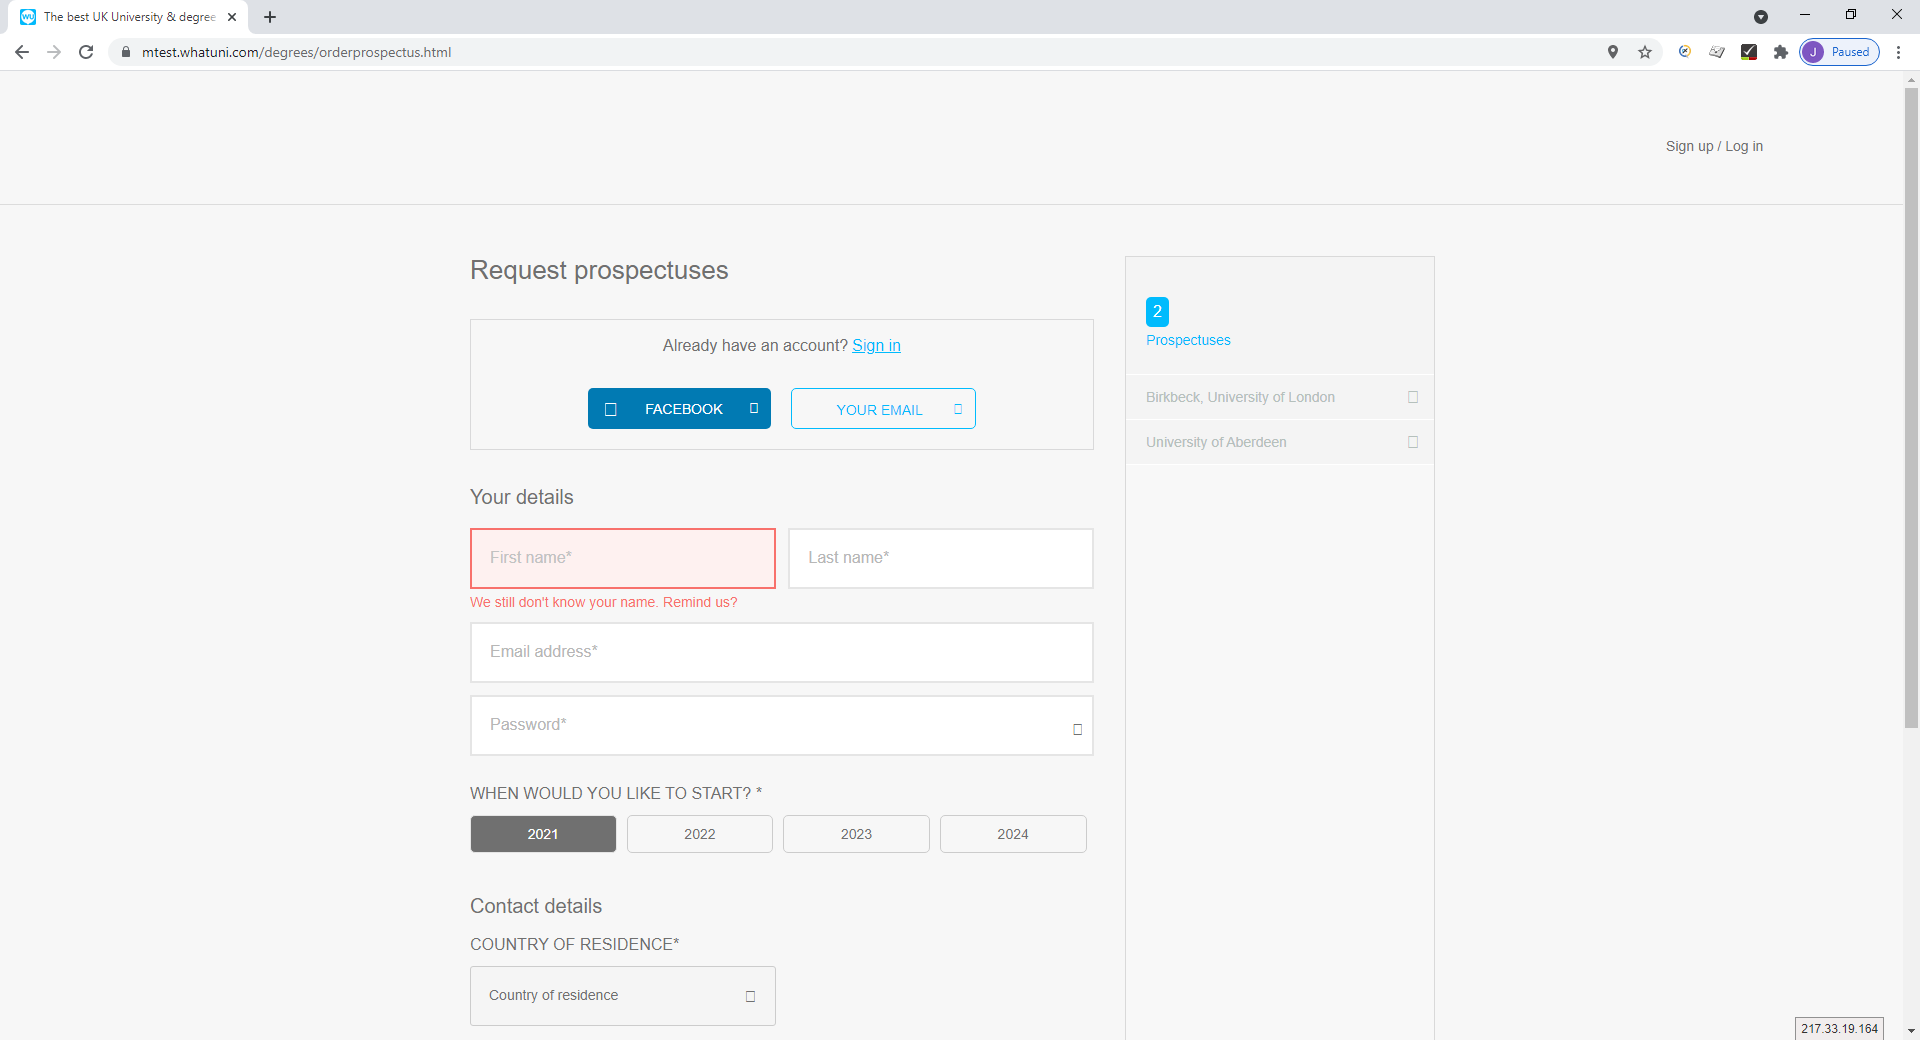 The best UK University & degree
mtest.whatuni.com/degrees/orderprospectus.html
J Paused
Sign up / Log in
Request prospectuses
Already have an account? Sign in
FACEBOOK
YOUR EMAIL
Your details
First name*
Last name*
We still don't know your name. Remind us?
Email address*
Password*
WHEN WOULD YOU LIKE TO START? *
2021
2022
2023
2024
Contact details
COUNTRY OF RESIDENCE*
Country of residence
2
Prospectuses
Birkbeck, University of London
University of Aberdeen
217.33.19.164